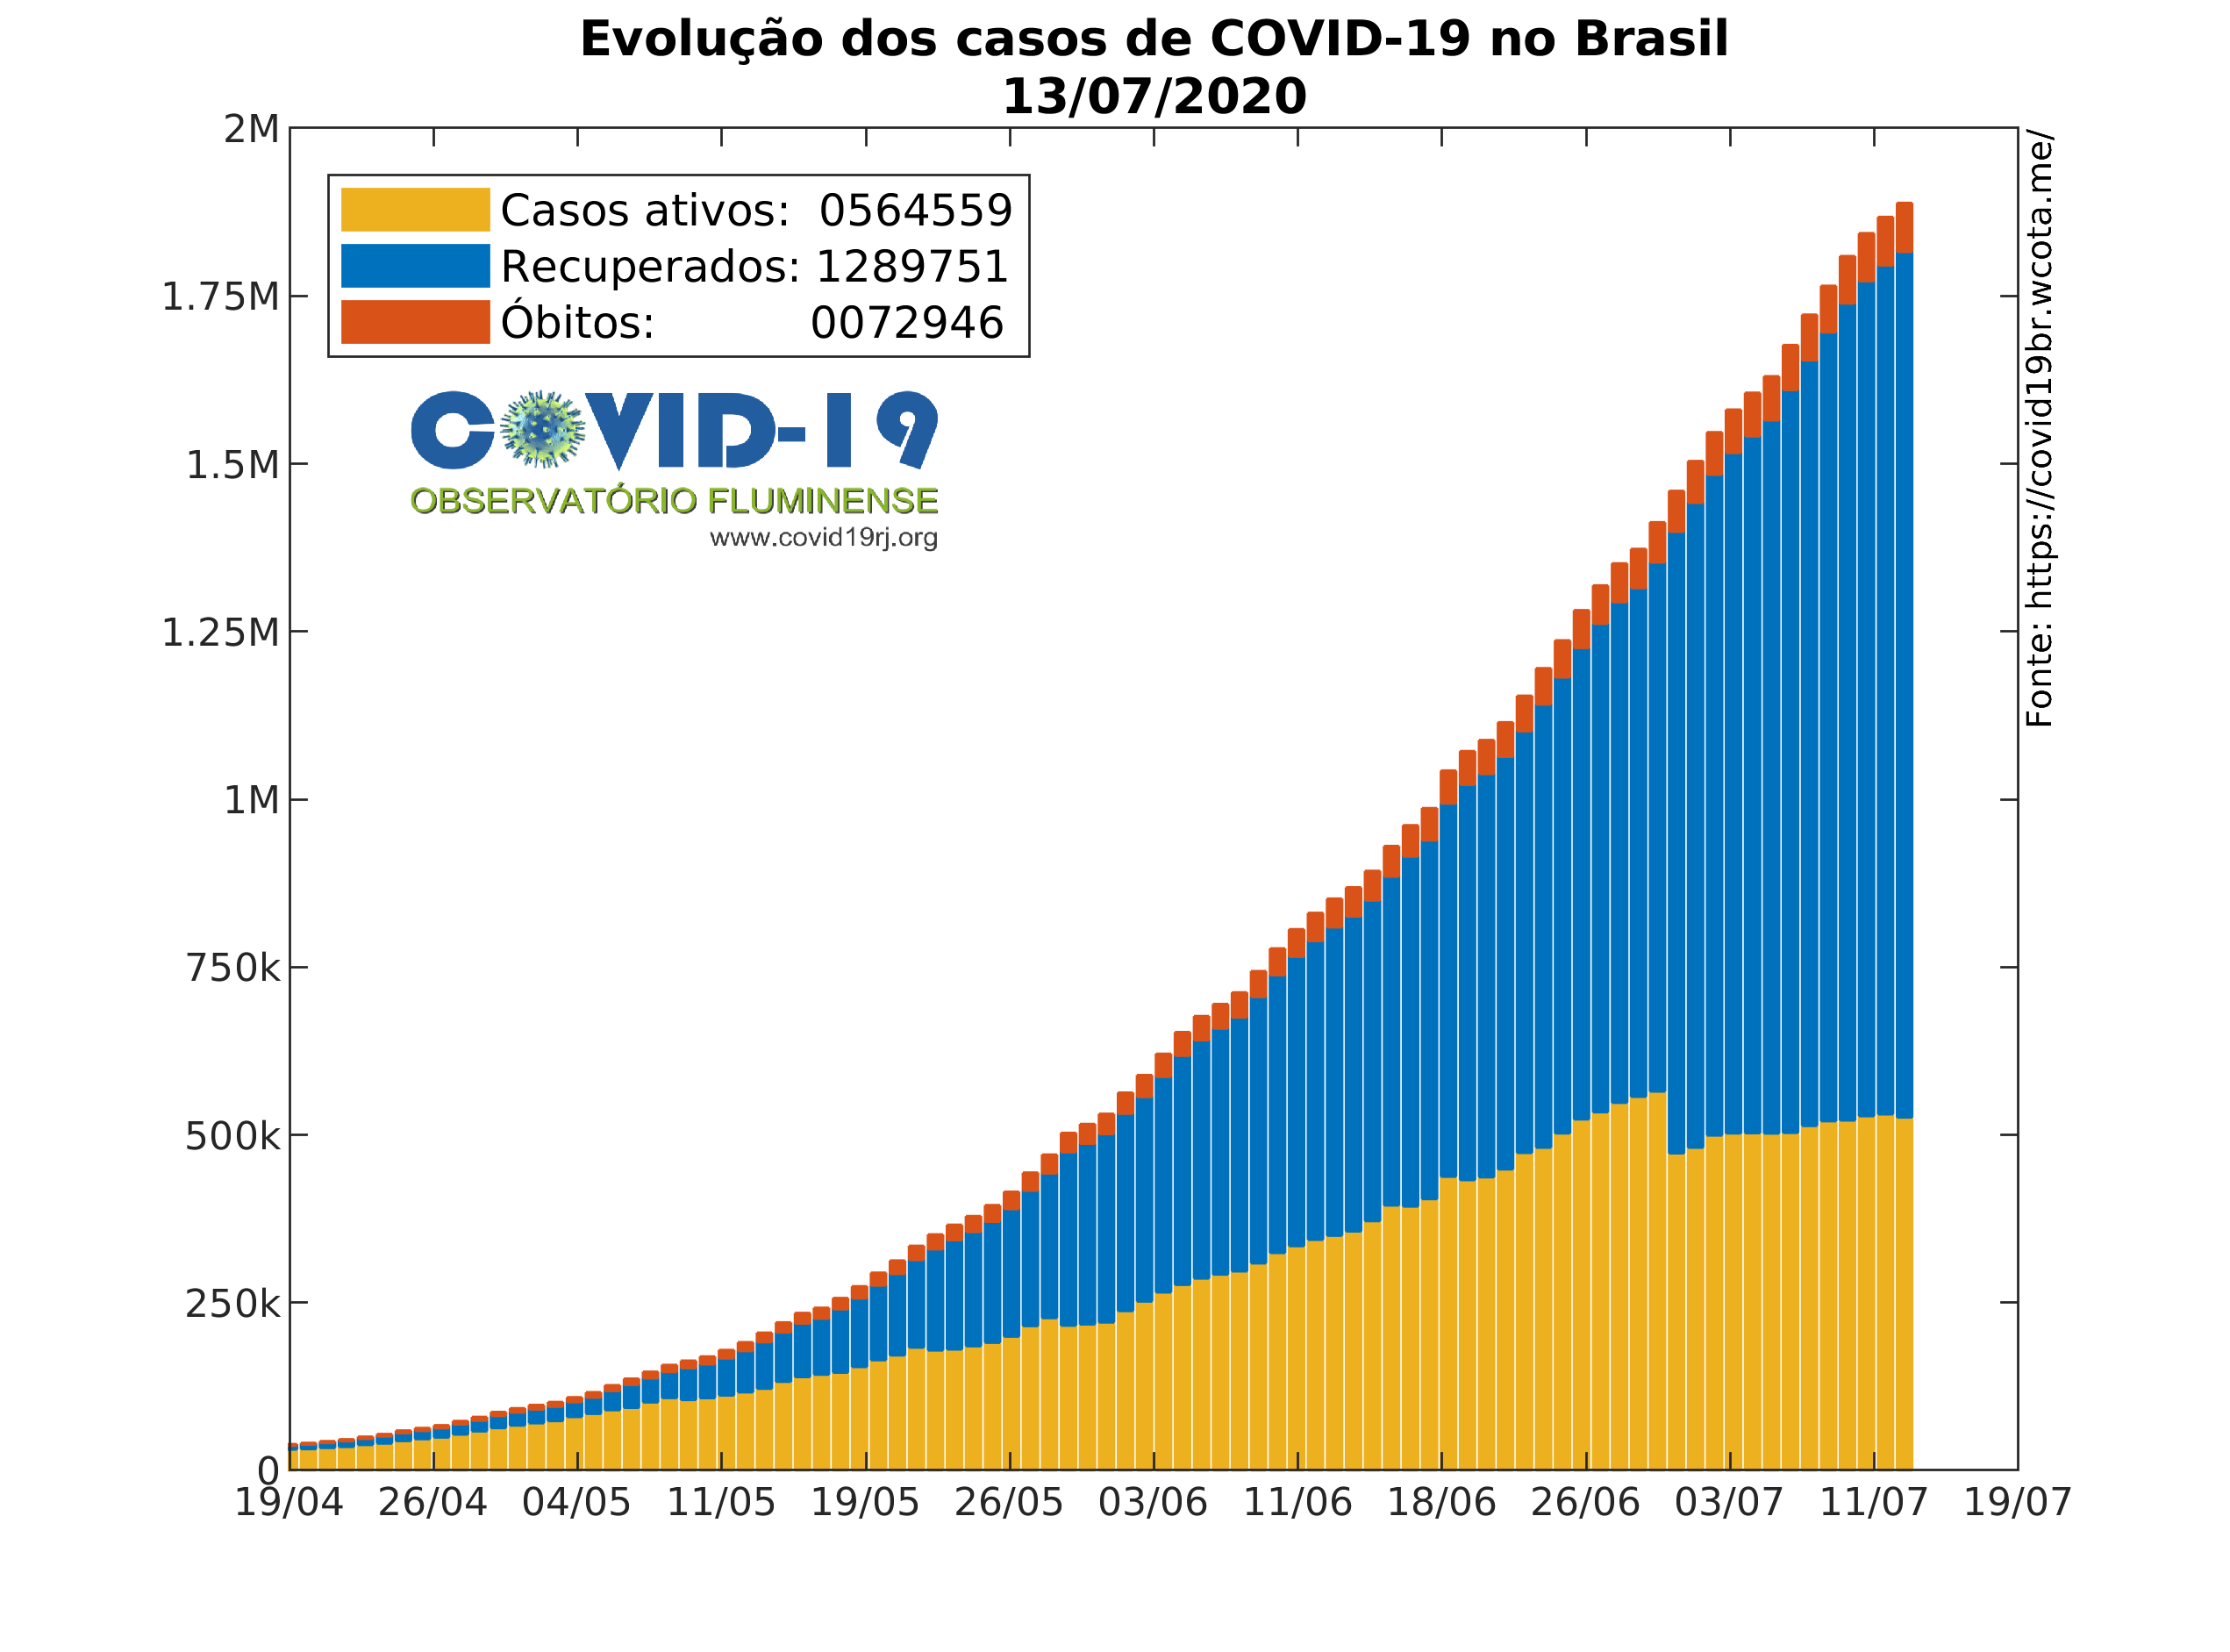 Evolução dos casos de COVID-19 no Brasil
13/07/2020
2M
1.75M
1.5M
1.25M
1M
750k
500k
250k
0
Casos ativos: 0564559
Recuperados: 1289751
Óbitos: 0072946
COVID-19
OBSERVATÓRIO FLUMINENSE
www.covid19rj.org
Fonte: https://covid19br.wcota.me/
19/04 26/04 04/05 11/05 19/05 26/05 03/06 11/06 18/06 26/06 03/07 11/07 19/07